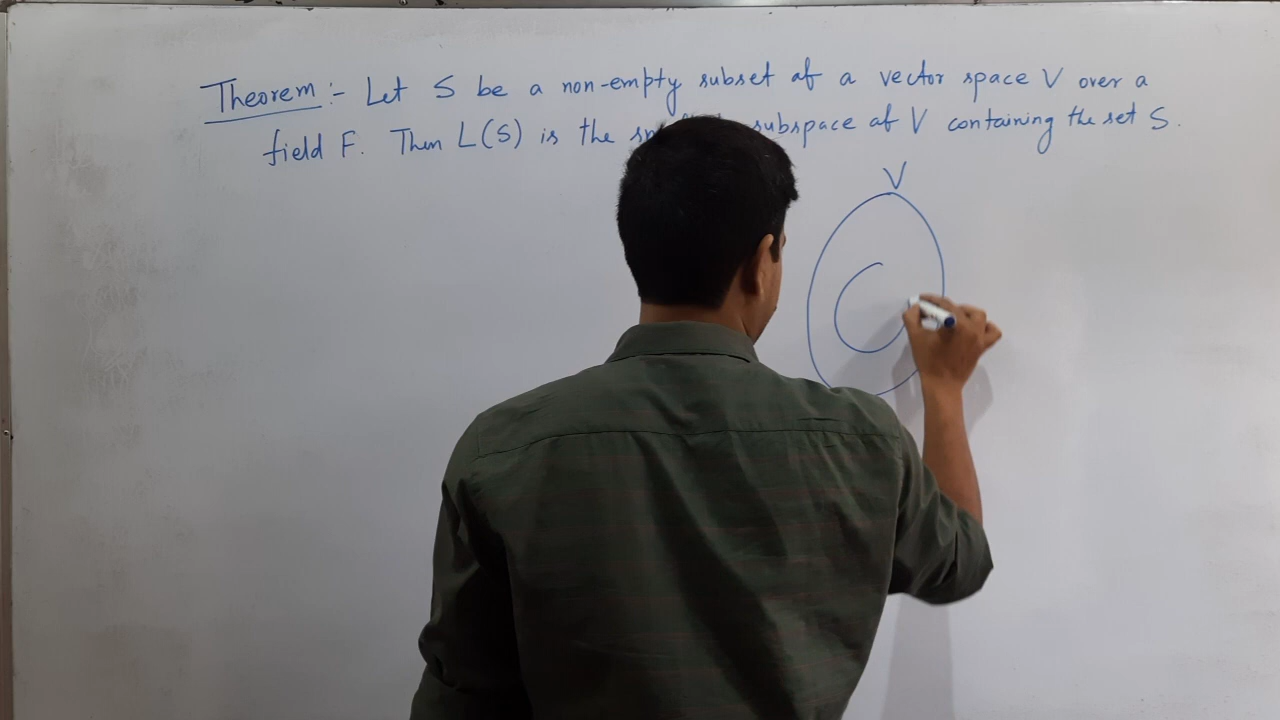 Theorem :- Let S be a non-empty subset of a vector space V over a
field F. Then L(S) is the subspace of V containing the set S.
V